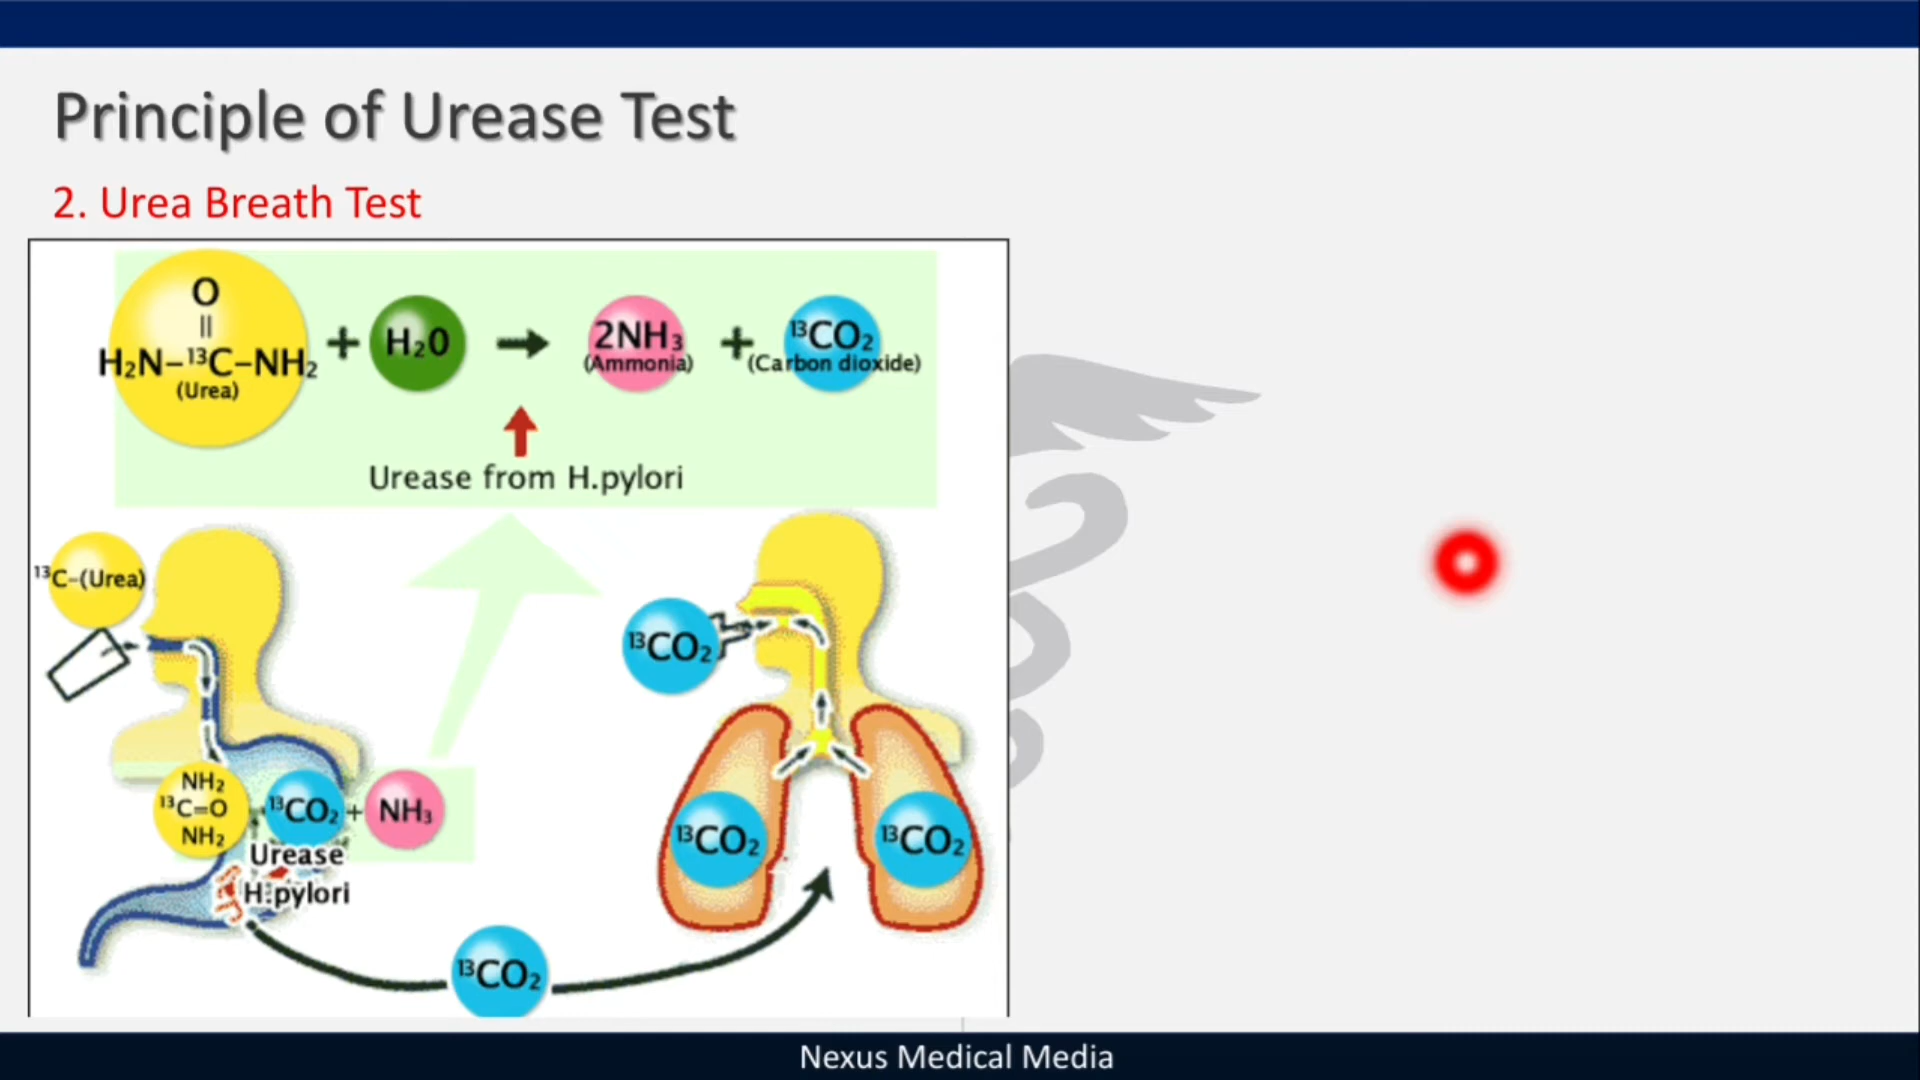 Principle of Urease Test
2. Urea Breath Test
O
||
H₂N–¹³C–NH₂ + H₂0 → 2NH₃ + ¹³CO₂
(Urea) (Ammonia) (Carbon dioxide)
Urease from H.pylori
¹³C-(Urea)
¹³CO₂
NH₂
¹³C=O
NH₂
¹³CO₂ + NH₃
Urease
H.pylori
¹³CO₂ ¹³CO₂
¹³CO₂
Nexus Medical Media